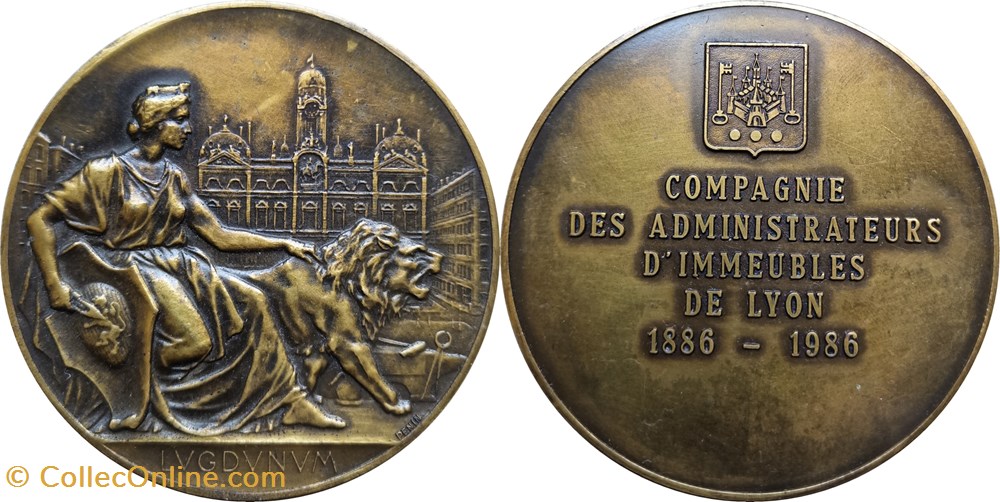 LVGDVNVM
© CollecOnline.com
COMPAGNIE
DES ADMINISTRATEURS
D'IMMEUBLES
DE LYON
1886 - 1986